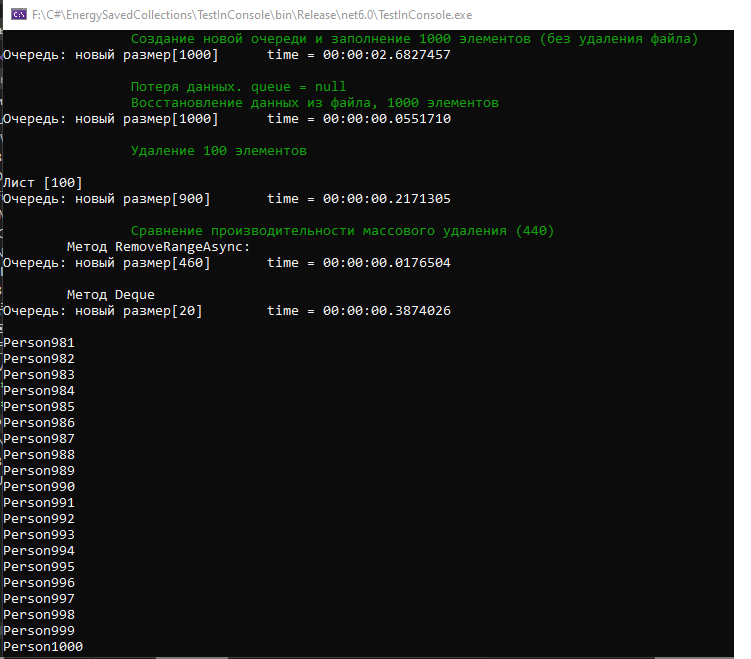 F:\C#\EnergySavedCollections\TestInConsole\bin\Release\net6.0\TestInConsole.exe
Создание новой очереди и заполнение 1000 элементов (без удаления файла)
Очередь: новый размер[1000] time = 00:00:02.6827457
Потеря данных. queue = null
Восстановление данных из файла, 1000 элементов
Очередь: новый размер[1000] time = 00:00:00.0551710
Удаление 100 элементов
Лист [100]
Очередь: новый размер[900] time = 00:00:00.2171305
Сравнение производительности массового удаления (440)
Метод RemoveRangeAsync:
Очередь: новый размер[460] time = 00:00:00.0176504
Метод Deque
Очередь: новый размер[20] time = 00:00:00.3874026
Person981
Person982
Person983
Person984
Person985
Person986
Person987
Person988
Person989
Person990
Person991
Person992
Person993
Person994
Person995
Person996
Person997
Person998
Person999
Person1000